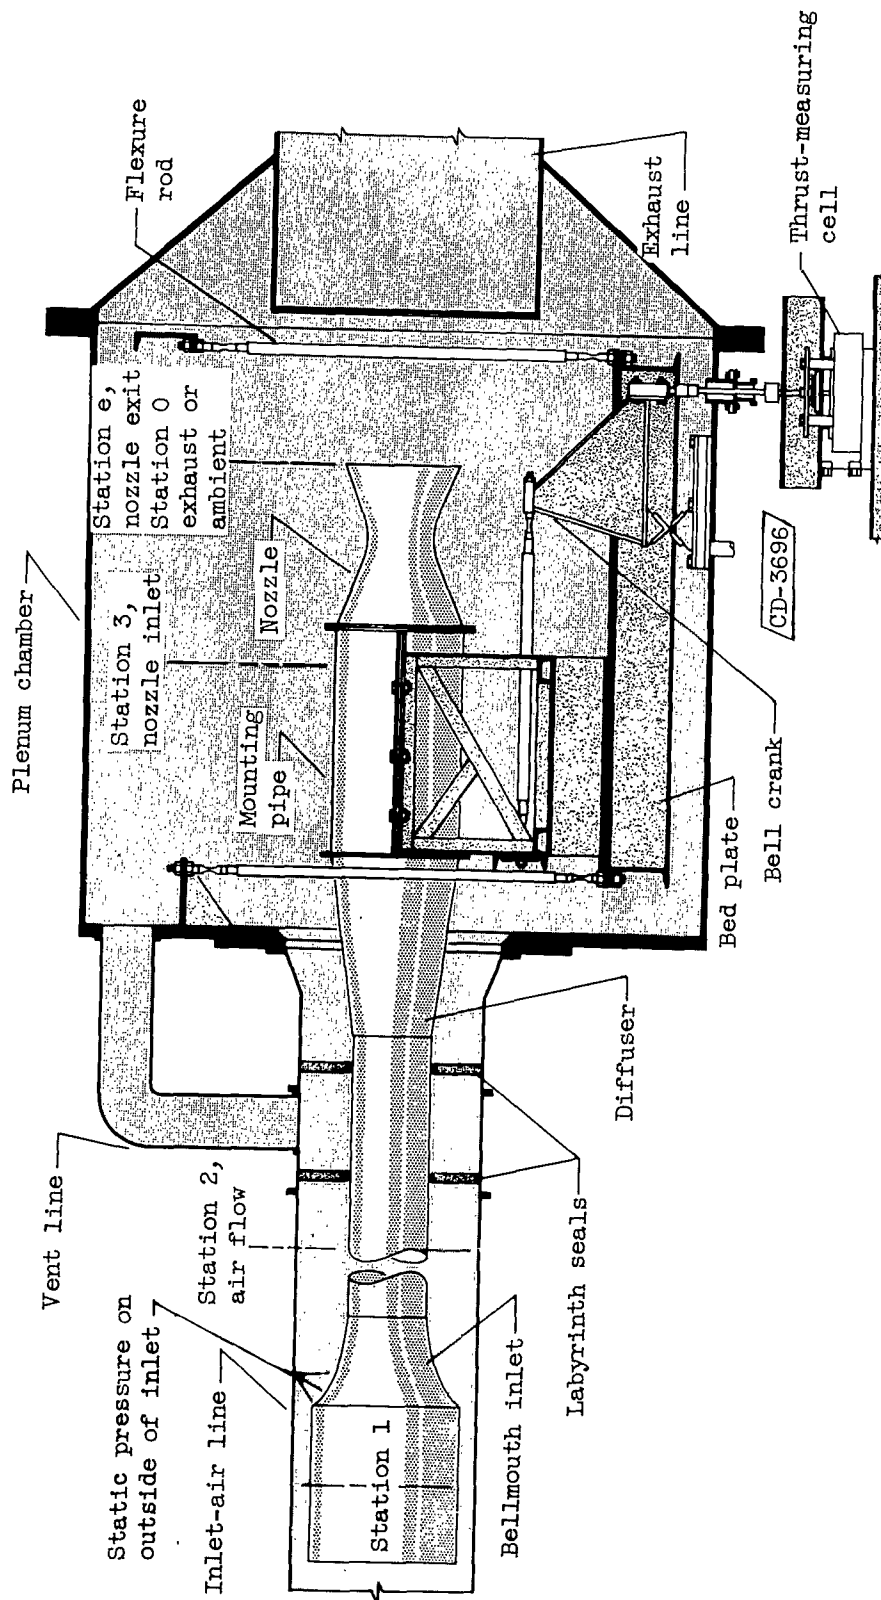 Plenum chamber
Station 3,
nozzle inlet
Station e,
nozzle exit
Station 0
exhaust or
ambient
Flexure
rod
Mounting
pipe
Nozzle
Vent line
Static pressure on
outside of inlet
Inlet-air line
Station 2,
air flow
Station 1
Bellmouth inlet
Labyrinth seals
Diffuser
Bed plate
Bell crank
CD-3696
Exhaust
line
Thrust-measuring
cell